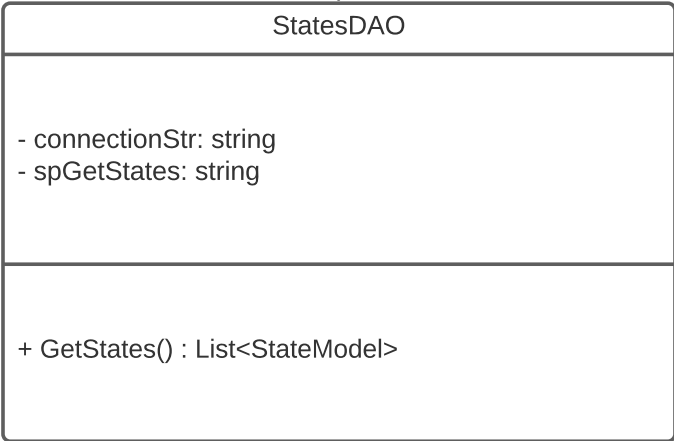 StatesDAO
- connectionStr: string
- spGetStates: string
+ GetStates() : List<StateModel>